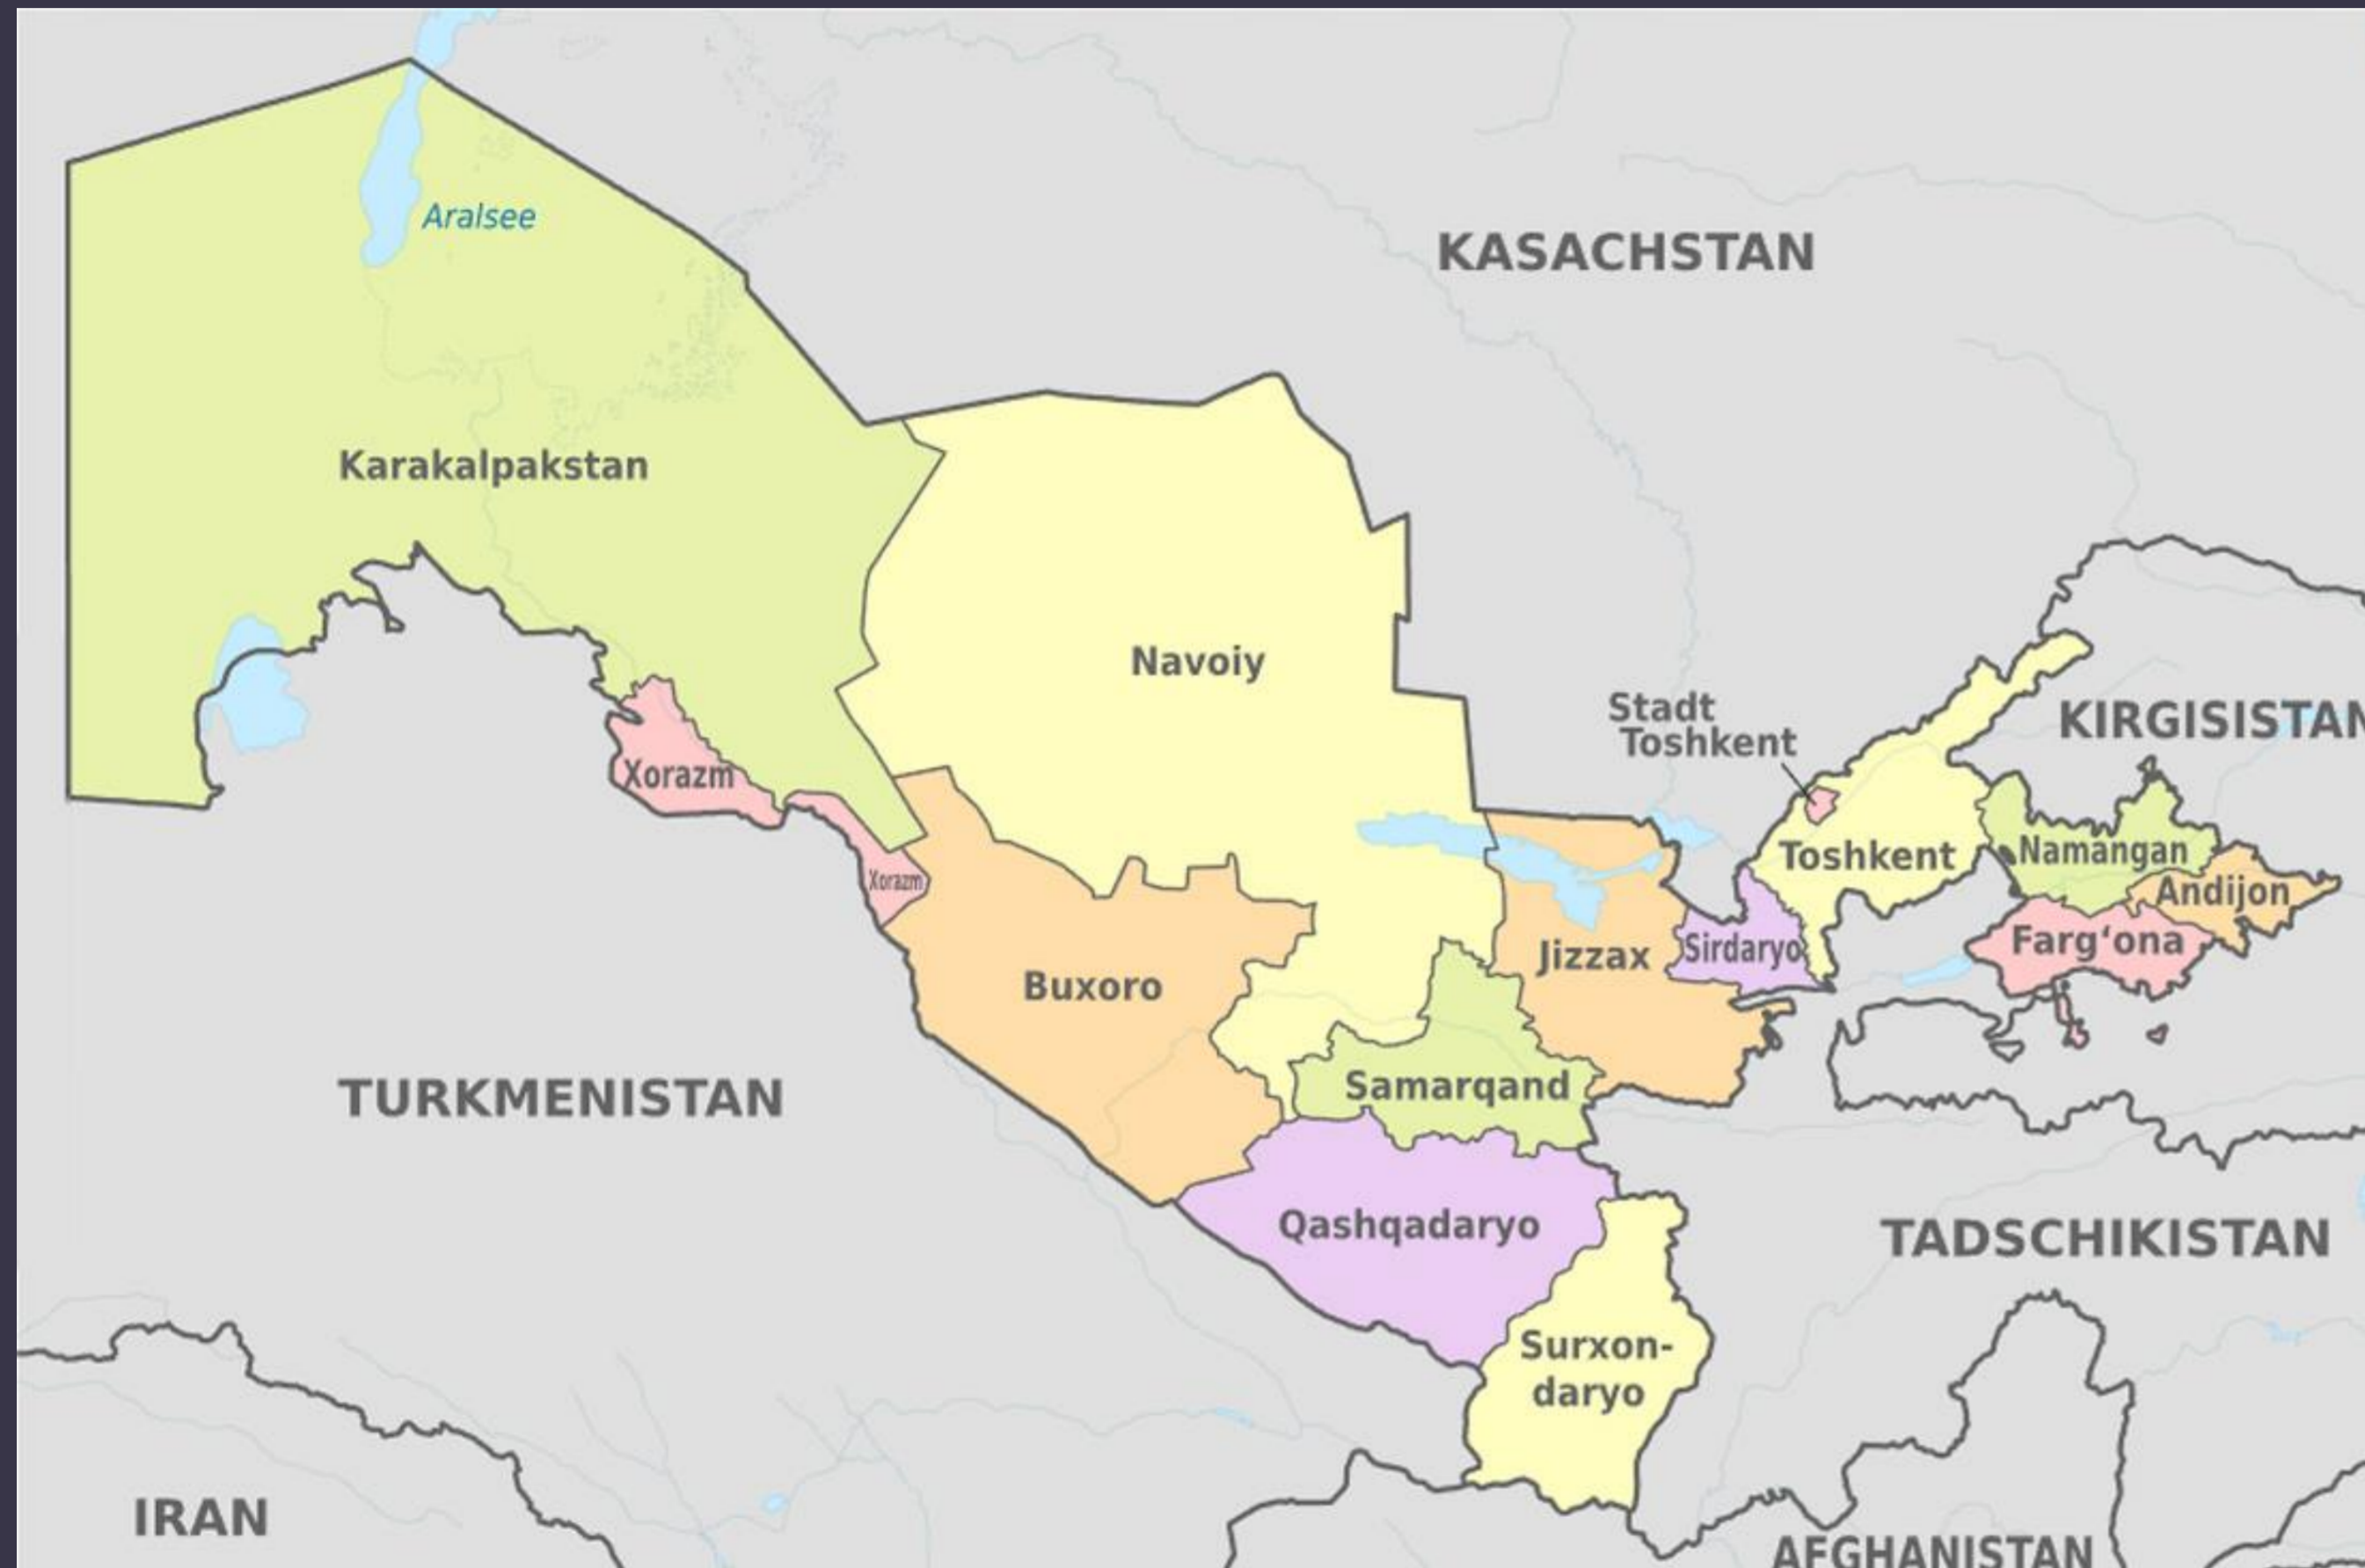 Aralsee
KASACHSTAN
Karakalpakstan
Navoiy
Stadt
Toshkent
KIRGISISTAN
Xorazm
Toshkent
Namangan
Xorazm
Andijon
Jizzax
Sirdaryo
Farg‘ona
Buxoro
Samarqand
TURKMENISTAN
Qashqadaryo
TADSCHIKISTAN
Surxon-
daryo
IRAN
AFGHANISTAN